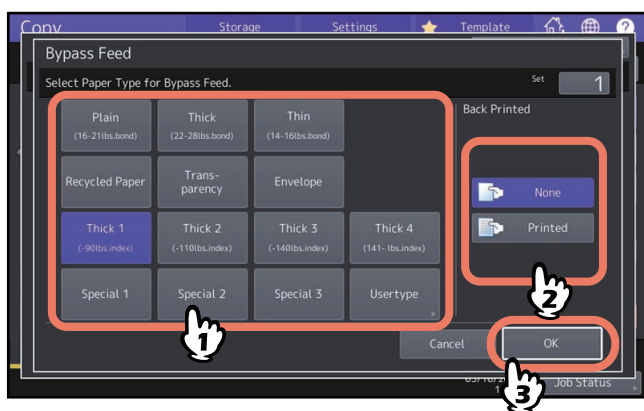 Copy Storage Settings Template
Bypass Feed
Select Paper Type for Bypass Feed.
Set 1
Plain
(16-21lbs.bond)
Thick
(22-28lbs.bond)
Thin
(14-16lbs.bond)
Back Printed
Recycled Paper
Trans-
parency
Envelope
None
Thick 1
(-90lbs.index)
Thick 2
(-110lbs.index)
Thick 3
(-140lbs.index)
Thick 4
(141- lbs.index)
Printed
Special 1
Special 2
Special 3
Usertype
2
1
Cancel
OK
3
Job Status